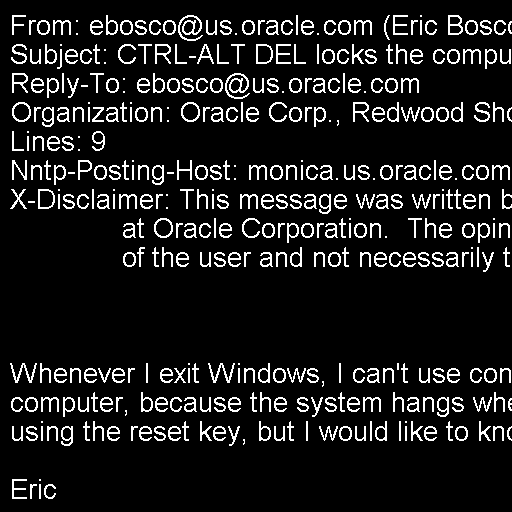 From: ebosco@us.oracle.com (Eric Bosco
Subject: CTRL-ALT DEL locks the compu
Reply-To: ebosco@us.oracle.com
Organization: Oracle Corp., Redwood Sho
Lines: 9
Nntp-Posting-Host: monica.us.oracle.com
X-Disclaimer: This message was written b
at Oracle Corporation.  The opin
of the user and not necessarily t
Whenever I exit Windows, I can't use con
computer, because the system hangs whe
using the reset key, but I would like to kno
Eric